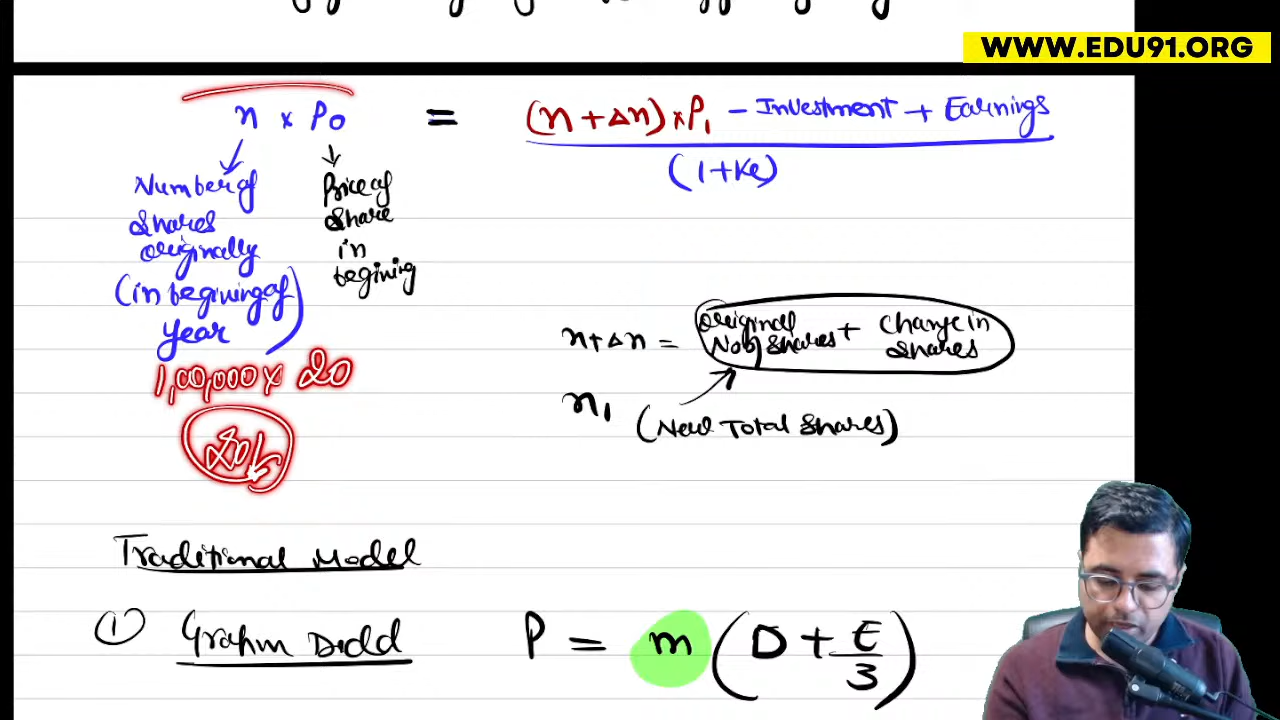 WWW.EDU91.ORG
n × P0 = (n + Δn) × P1 - Investment + Earnings
(1+Ke)
Number of shares originally (in begining of year)
Price of share in begining
1,00,000 × 20
20L
n+Δn = Original No of Shares + Change in Shares
n1 (New Total Shares)
Traditional Model
① Grahm Dodd P = m (D + E/3)